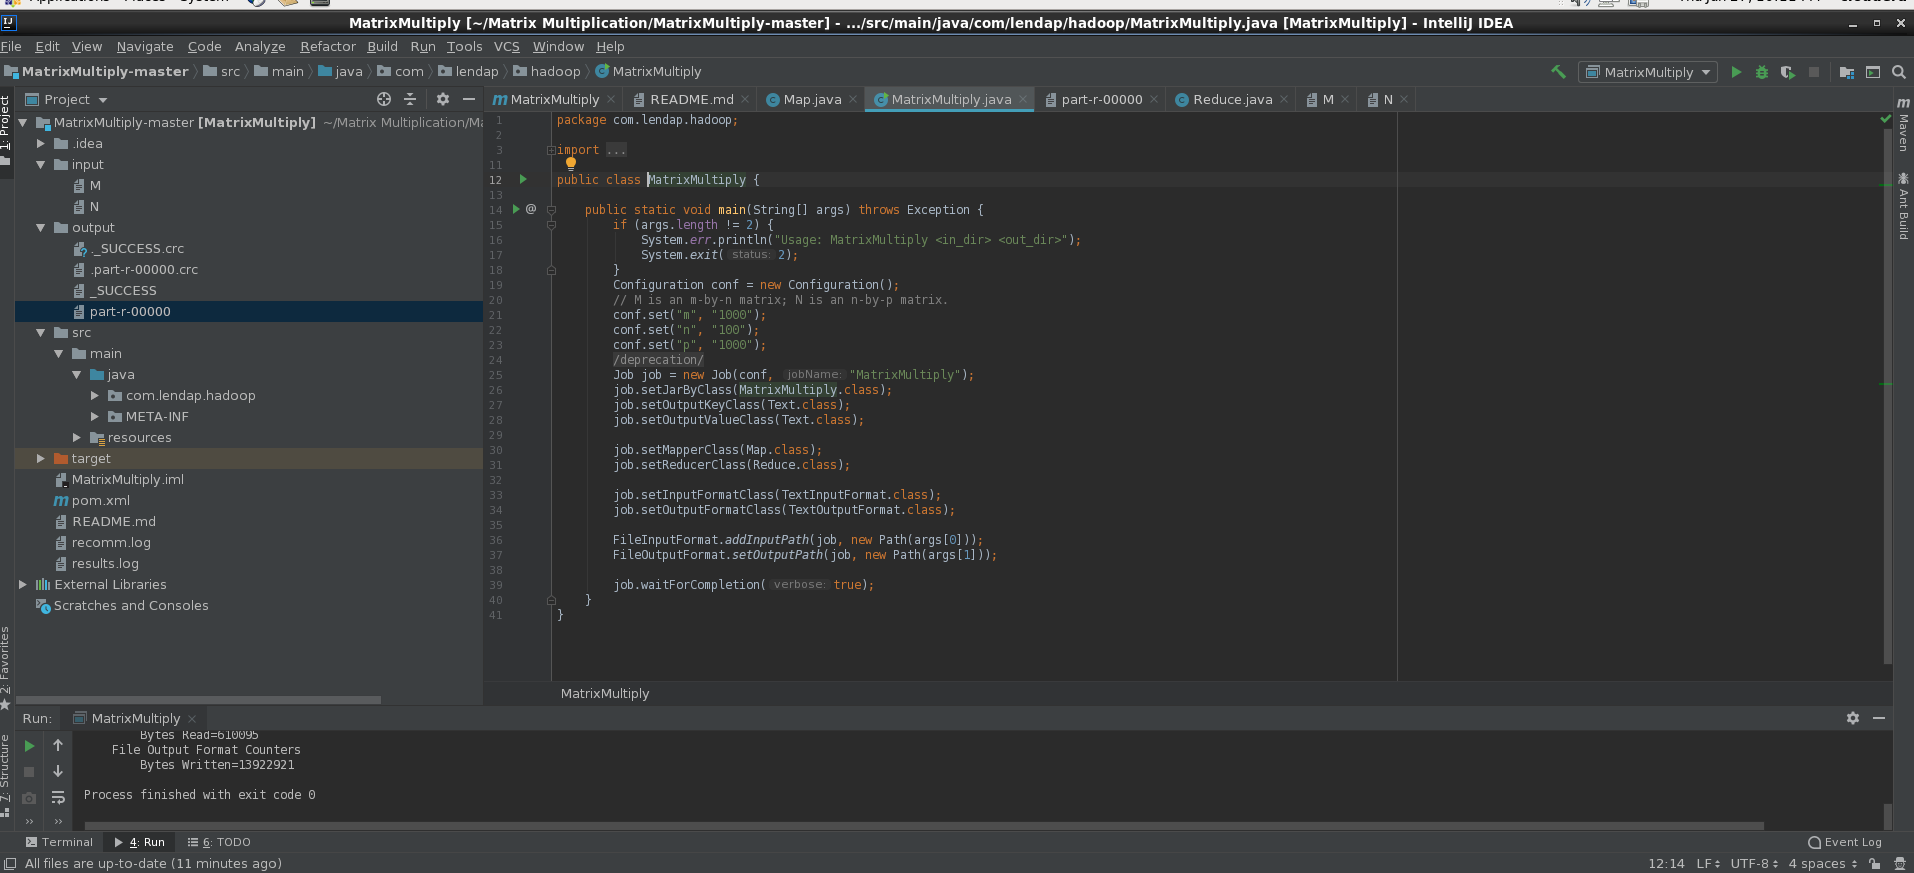 MatrixMultiply [~/Matrix Multiplication/MatrixMultiply-master] - .../src/main/java/com/lendap/hadoop/MatrixMultiply.java [MatrixMultiply] - IntelliJ IDEA
File Edit View Navigate Code Analyze Refactor Build Run Tools VCS Window Help
MatrixMultiply-master src main java com lendap hadoop MatrixMultiply
MatrixMultiply
Project
MatrixMultiply README.md Map.java MatrixMultiply.java part-r-00000 Reduce.java M N
1: Project
MatrixMultiply-master [MatrixMultiply] ~/Matrix Multiplication/Ma
.idea
input
M
N
output
._SUCCESS.crc
.part-r-00000.crc
_SUCCESS
part-r-00000
src
main
java
com.lendap.hadoop
META-INF
resources
target
MatrixMultiply.iml
pom.xml
README.md
recomm.log
results.log
External Libraries
Scratches and Consoles
2: Favorites
7: Structure
1 package com.lendap.hadoop;
2
3 import ...
11
12 public class MatrixMultiply {
13
14 @ public static void main(String[] args) throws Exception {
15 if (args.length != 2) {
16 System.err.println("Usage: MatrixMultiply <in_dir> <out_dir>");
17 System.exit( status: 2);
18 }
19 Configuration conf = new Configuration();
20 // M is an m-by-n matrix; N is an n-by-p matrix.
21 conf.set("m", "1000");
22 conf.set("n", "100");
23 conf.set("p", "1000");
24 /deprecation/
25 Job job = new Job(conf, jobName: "MatrixMultiply");
26 job.setJarByClass(MatrixMultiply.class);
27 job.setOutputKeyClass(Text.class);
28 job.setOutputValueClass(Text.class);
29
30 job.setMapperClass(Map.class);
31 job.setReducerClass(Reduce.class);
32
33 job.setInputFormatClass(TextInputFormat.class);
34 job.setOutputFormatClass(TextOutputFormat.class);
35
36 FileInputFormat.addInputPath(job, new Path(args[0]));
37 FileOutputFormat.setOutputPath(job, new Path(args[1]));
38
39 job.waitForCompletion( verbose: true);
40 }
41 }
MatrixMultiply
Maven
Ant Build
Run: MatrixMultiply
Bytes Read=610095
File Output Format Counters
Bytes Written=13922921
Process finished with exit code 0
Terminal 4: Run 6: TODO
Event Log
All files are up-to-date (11 minutes ago)
12:14 LF UTF-8 4 spaces